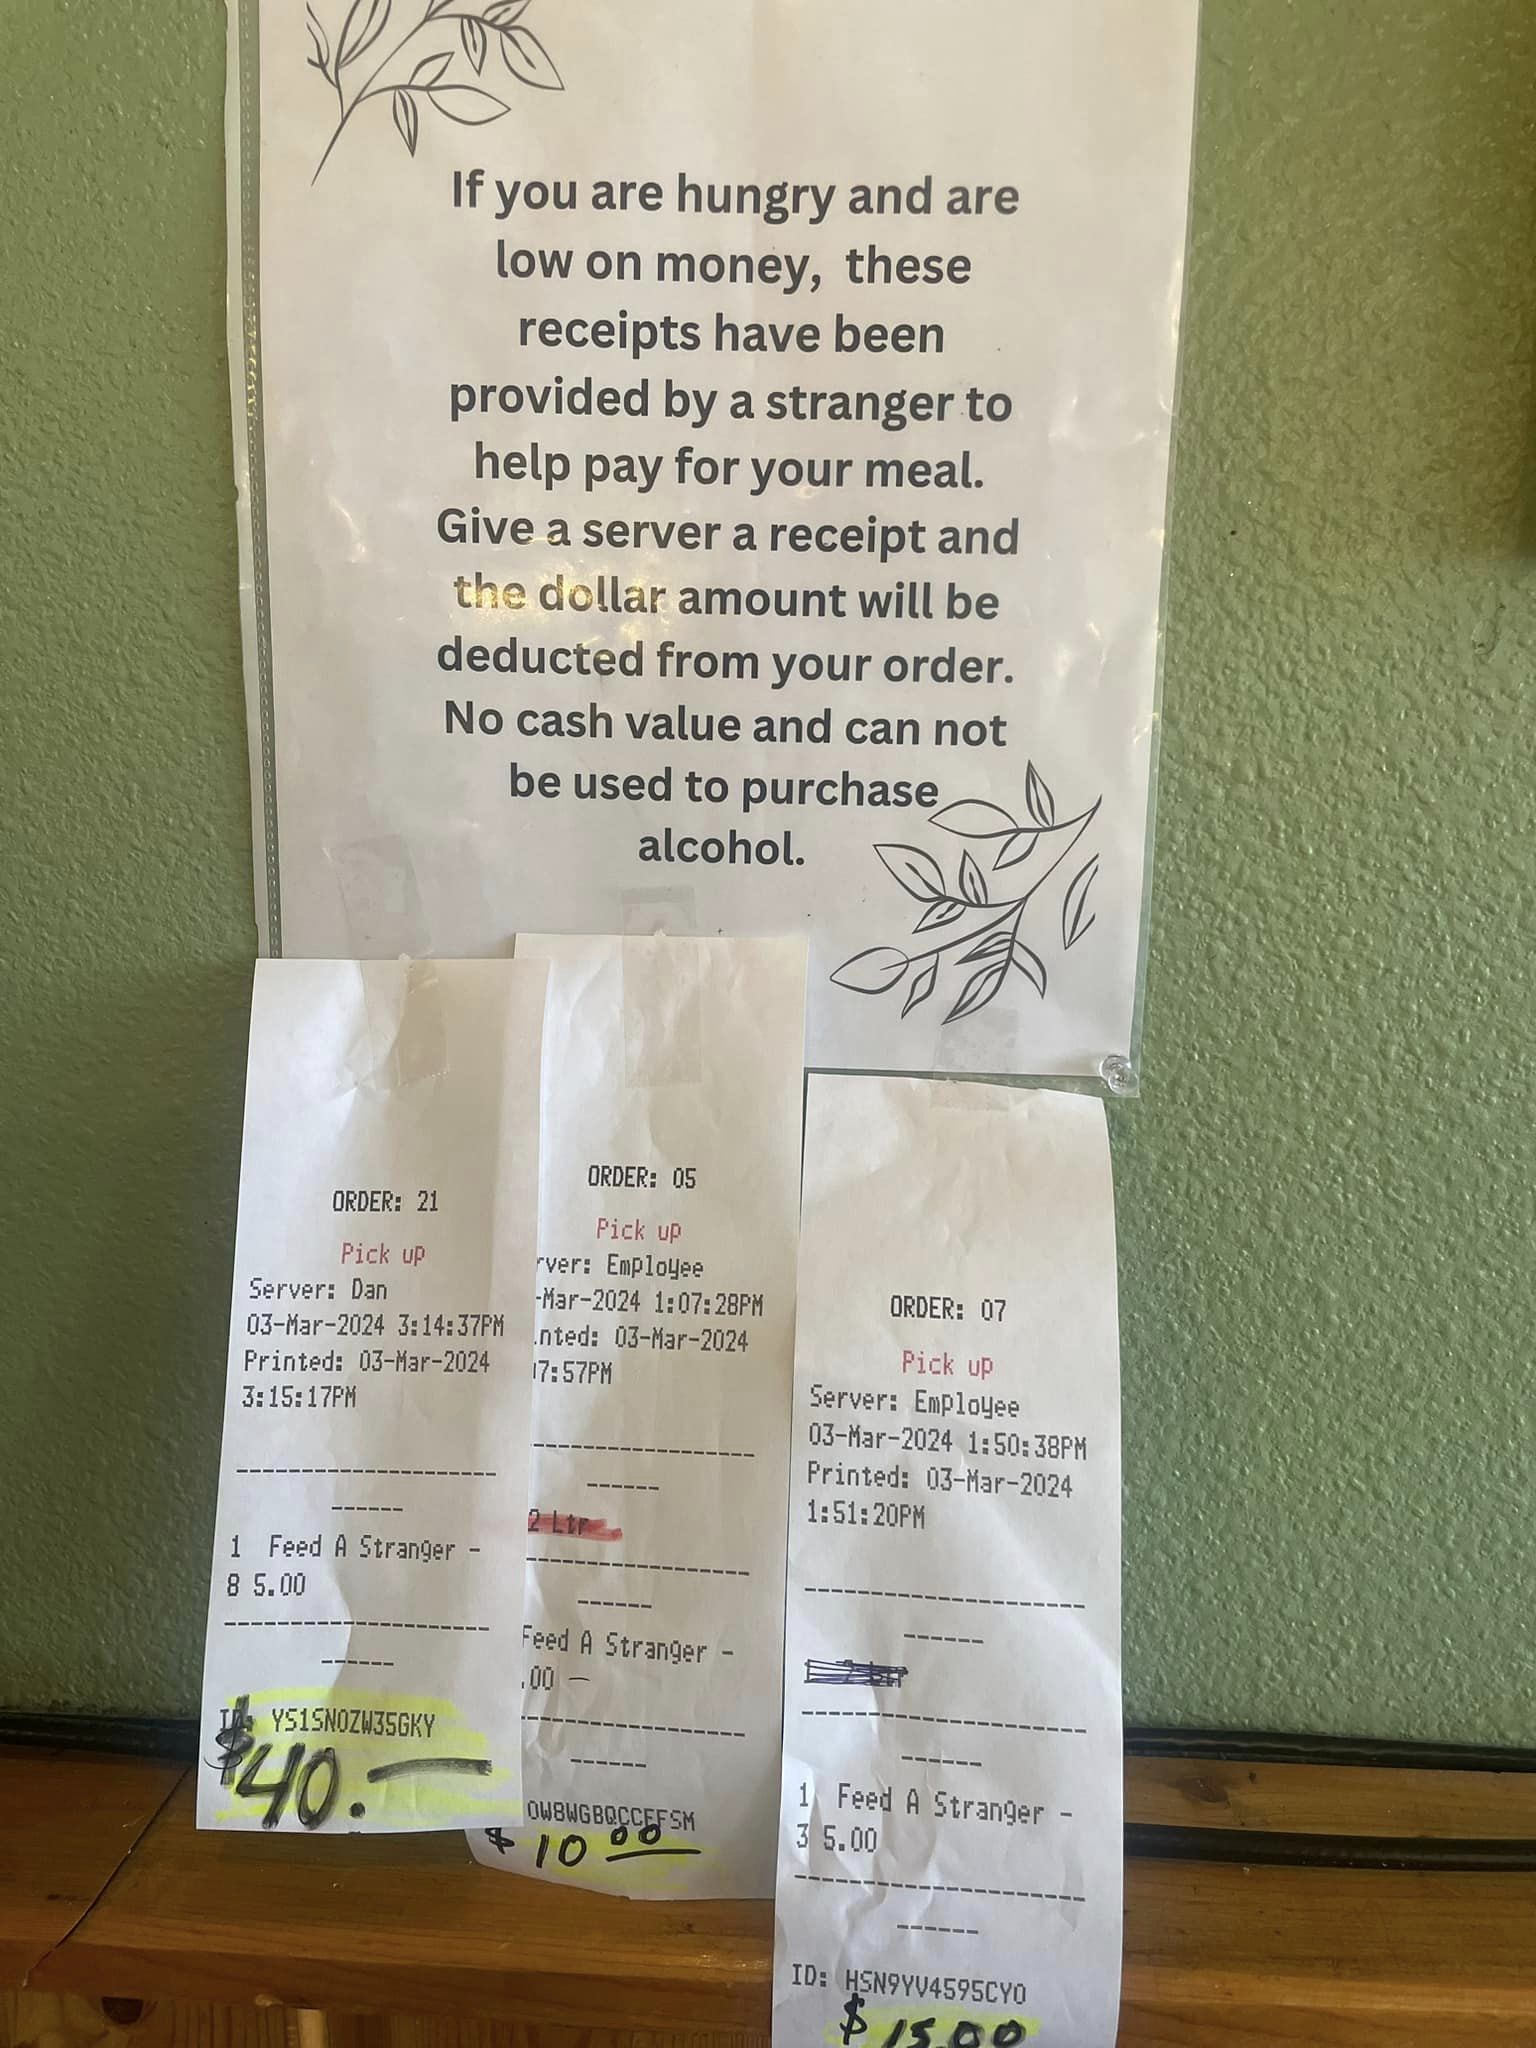 If you are hungry and are
low on money, these
receipts have been
provided by a stranger to
help pay for your meal.
Give a server a receipt and
the dollar amount will be
deducted from your order.
No cash value and can not
be used to purchase
alcohol.
ORDER: 21
Pick up
Server: Dan
03-Mar-2024 3:14:37PM
Printed: 03-Mar-2024
3:15:17PM
1 Feed A Stranger -
8 5.00
ID: YS1SN0ZW35GKY
$40.
ORDER: 05
Pick up
rver: Employee
-Mar-2024 1:07:28PM
nted: 03-Mar-2024
7:57PM
2 Ltr
Feed A Stranger -
.00
0W8WGBQCCFFSM
$10 00
ORDER: 07
Pick up
Server: Employee
03-Mar-2024 1:50:38PM
Printed: 03-Mar-2024
1:51:20PM
1 Feed A Stranger -
3 5.00
ID: HSN9YV4595CY0
$ 15.00